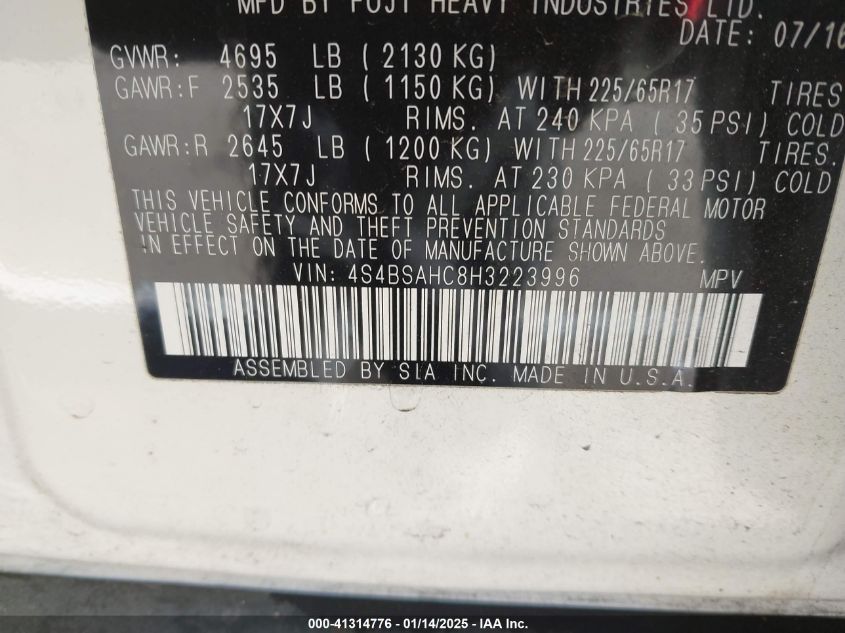 MFD BY FUJI HEAVY INDUSTRIES LTD.
DATE: 07/16
GVWR: 4695 LB ( 2130 KG)
GAWR:F 2535 LB ( 1150 KG) WITH 225/65R17 TIRES
17X7J RIMS. AT 240 KPA ( 35 PSI) COLD
GAWR:R 2645 LB ( 1200 KG) WITH 225/65R17 TIRES.
17X7J RIMS. AT 230 KPA ( 33 PSI) COLD
THIS VEHICLE CONFORMS TO ALL APPLICABLE FEDERAL MOTOR
VEHICLE SAFETY AND THEFT PREVENTION STANDARDS
IN EFFECT ON THE DATE OF MANUFACTURE SHOWN ABOVE.
VIN: 4S4BSAHC8H3223996 MPV
ASSEMBLED BY SIA INC. MADE IN U.S.A.
000-41314776 - 01/14/2025 - IAA Inc.